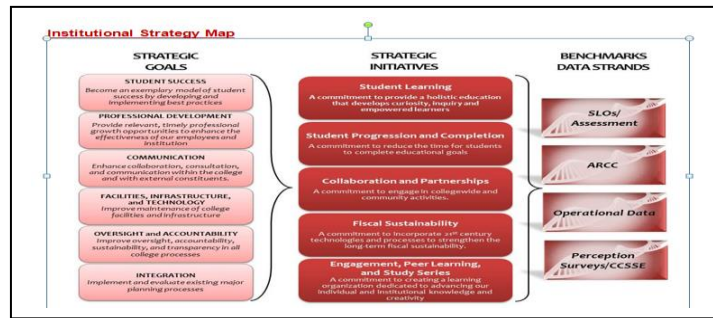 Institutional Strategy Map
STRATEGIC
GOALS
STUDENT SUCCESS
Become an exemplary model of student
success by developing and
implementing best practices
PROFESSIONAL DEVELOPMENT
Provide relevant, timely professional
growth opportunities to enhance the
effectiveness of our employees and
institution
COMMUNICATION
Enhance collaboration, consultation,
and communication within the college
and with external constituents.
FACILITIES, INFRASTRUCTURE,
and TECHNOLOGY
Improve maintenance of college
facilities and infrastructure
OVERSIGHT and ACCOUNTABILITY
Improve oversight, accountability,
sustainability, and transparency in all
college processes
INTEGRATION
Implement and evaluate existing major
planning processes
STRATEGIC
INITIATIVES
Student Learning
A commitment to provide a holistic education
that develops curiosity, inquiry and
empowered learners
Student Progression and Completion
A commitment to reduce the time for students
to complete educational goals
Collaboration and Partnerships
A commitment to engage in collegewide and
community activities.
Fiscal Sustainability
A commitment to incorporate 21st century
technologies and processes to strengthen the
long-term fiscal sustainability.
Engagement, Peer Learning,
and Study Series
A commitment to creating a learning
organization dedicated to advancing our
individual and institutional knowledge and
creativity
BENCHMARKS
DATA STRANDS
SLOs/
Assessment
ARCC
Operational Data
Perception
Surveys/CCSSE